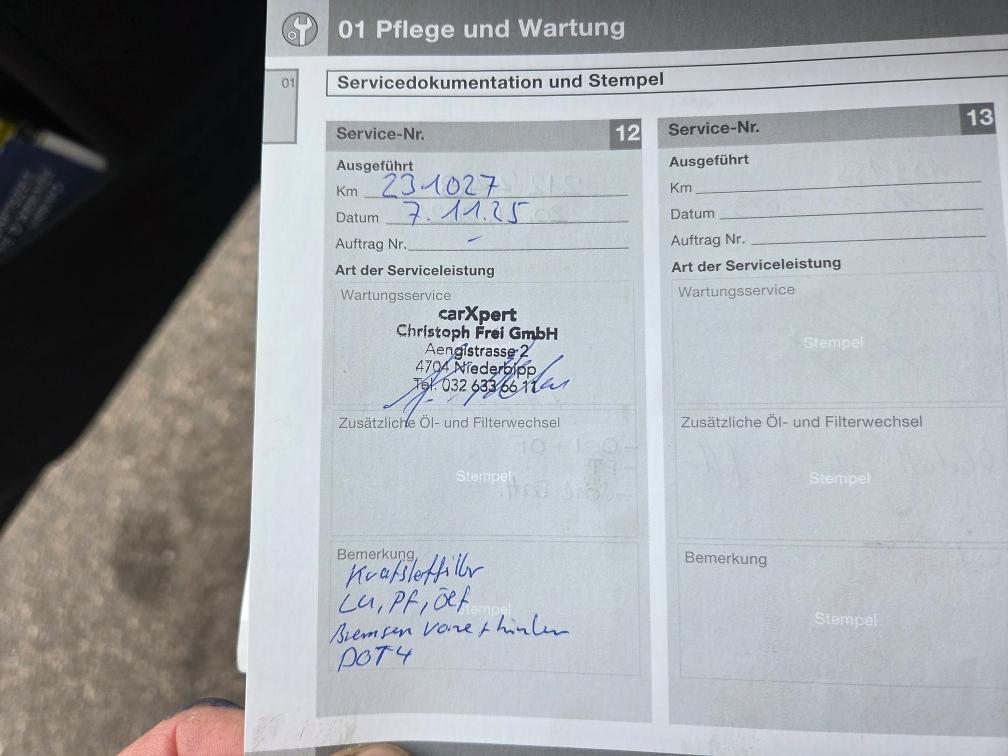 01 Pflege und Wartung
01
Servicedokumentation und Stempel
Service-Nr. 12
Ausgeführt
Km 231027
Datum 7.11.25
Auftrag Nr. -
Art der Serviceleistung
Wartungsservice
carXpert
Christoph Frei GmbH
Aengistrasse 2
4704 Niederbipp
Tel. 032 633 66 11
Zusätzliche Öl- und Filterwechsel
Stempel
Bemerkung
Kraftstoffilter
Lu, Pf, Oef
Stempel
Bremsen vorne + hinten
DOT4
Service-Nr. 13
Ausgeführt
Km
Datum
Auftrag Nr.
Art der Serviceleistung
Wartungsservice
Stempel
Zusätzliche Öl- und Filterwechsel
Stempel
Bemerkung
Stempel